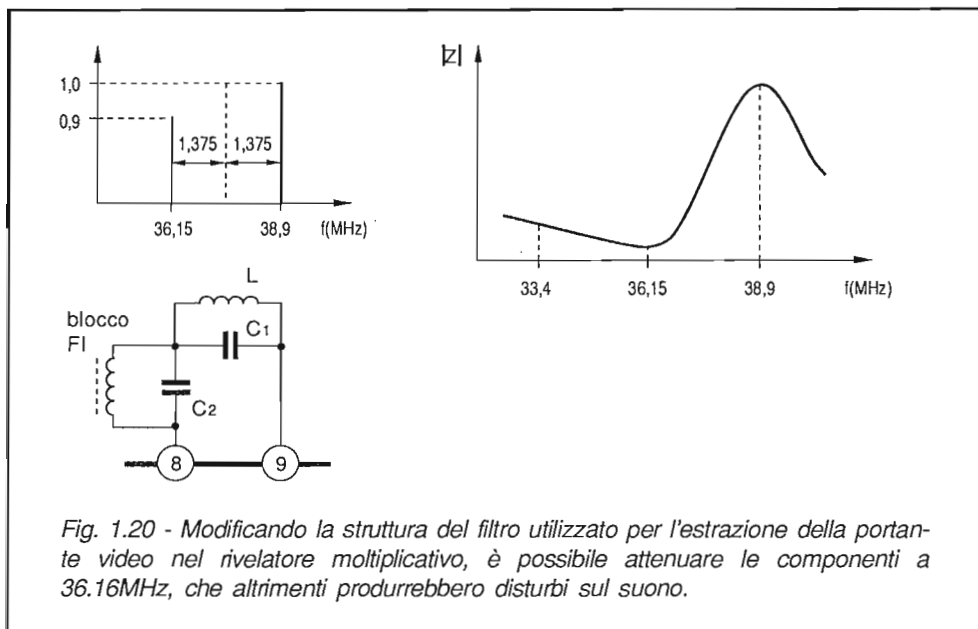 1,0
0,9
1,375
1,375
36,15
38,9
f(MHz)
|Z|
33,4
36,15
38,9
f(MHz)
L
blocco
FI
C1
C2
8
9
Fig. 1.20 - Modificando la struttura del filtro utilizzato per l'estrazione della portan-
te video nel rivelatore moltiplicativo, è possibile attenuare le componenti a
36.16MHz, che altrimenti produrrebbero disturbi sul suono.